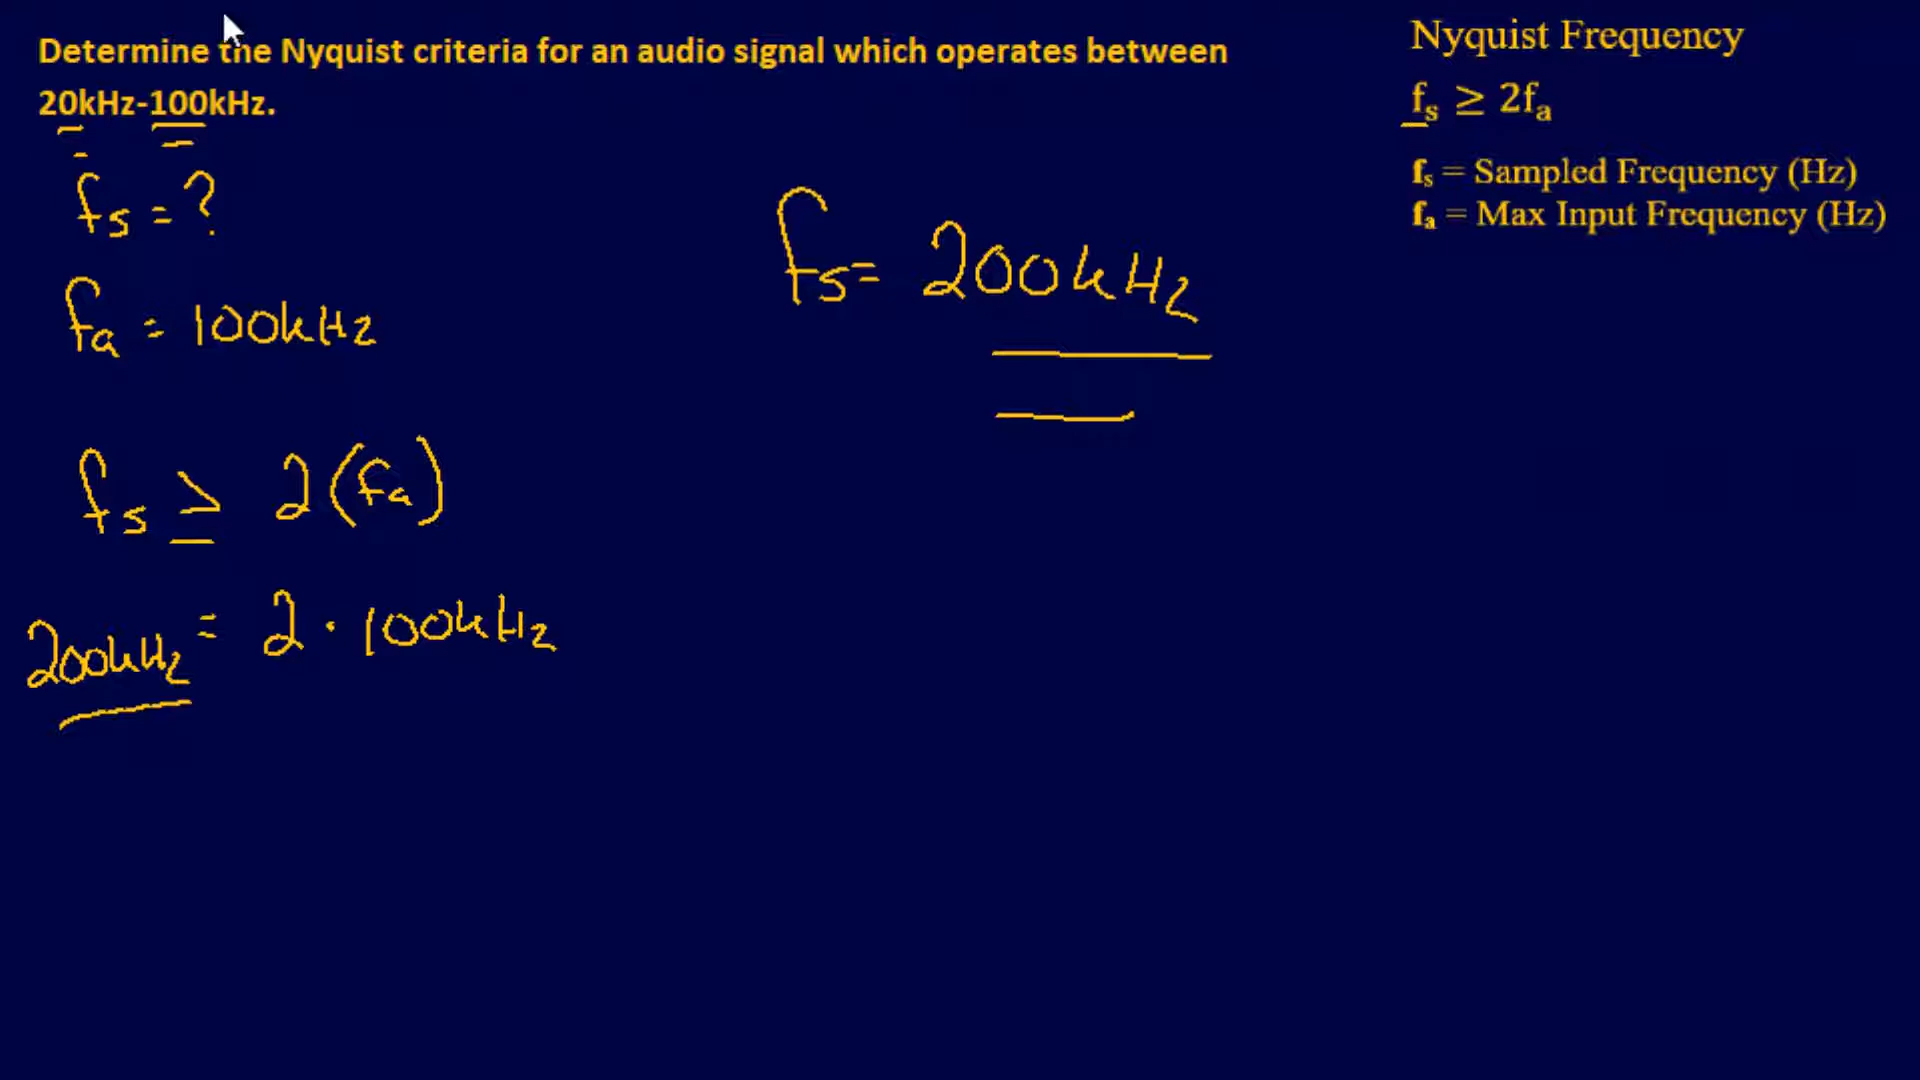 Determine the Nyquist criteria for an audio signal which operates between
20kHz-100kHz.
fs = ?
fa = 100kHz
fs ≥ 2(fa)
200kHz = 2 · 100kHz
fs = 200kHz
Nyquist Frequency
fs ≥ 2fa
fs = Sampled Frequency (Hz)
fa = Max Input Frequency (Hz)